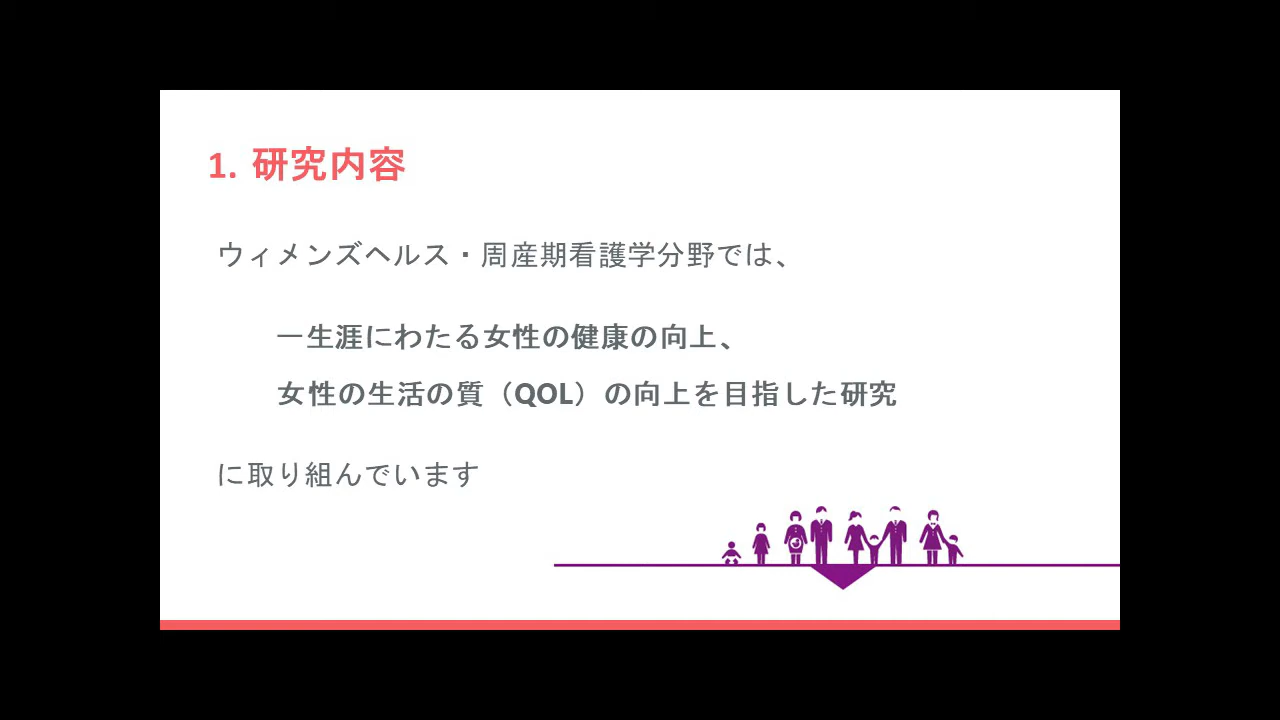 1. 研究内容
ウィメンズヘルス・周産期看護学分野では、
一生涯にわたる女性の健康の向上、
女性の生活の質（QOL）の向上を目指した研究
に取り組んでいます